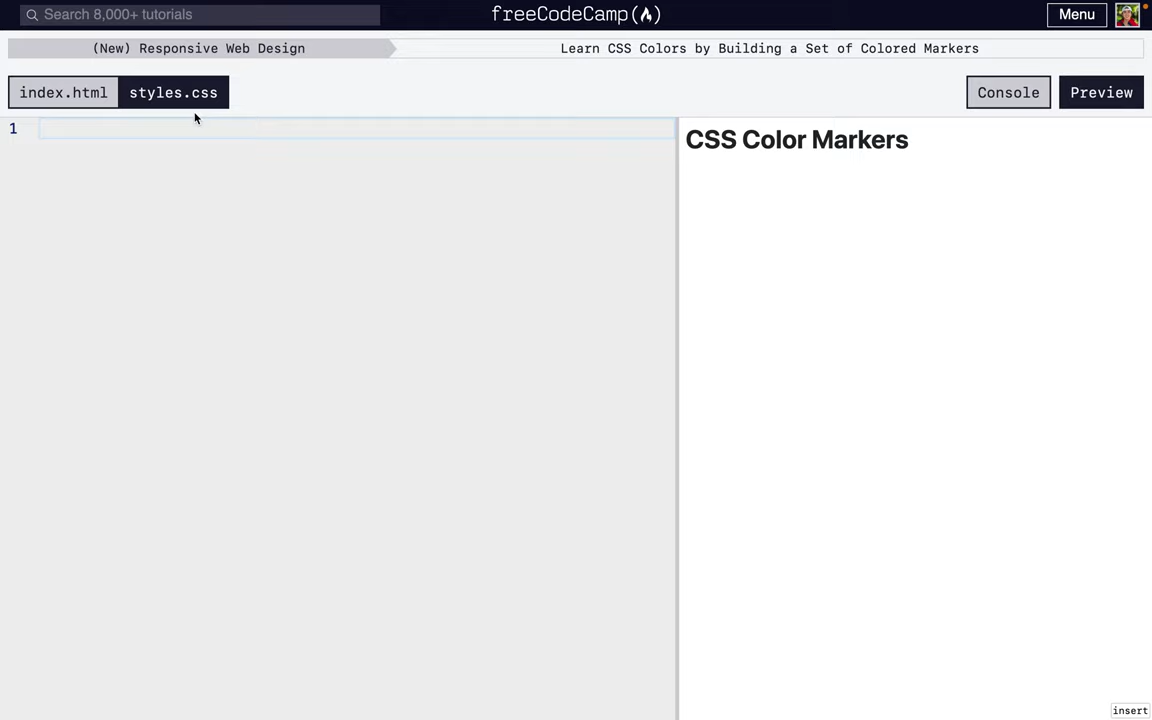 Search 8,000+ tutorials
freeCodeCamp
Menu
(New) Responsive Web Design
Learn CSS Colors by Building a Set of Colored Markers
index.html
styles.css
Console
Preview
1
CSS Color Markers
insert